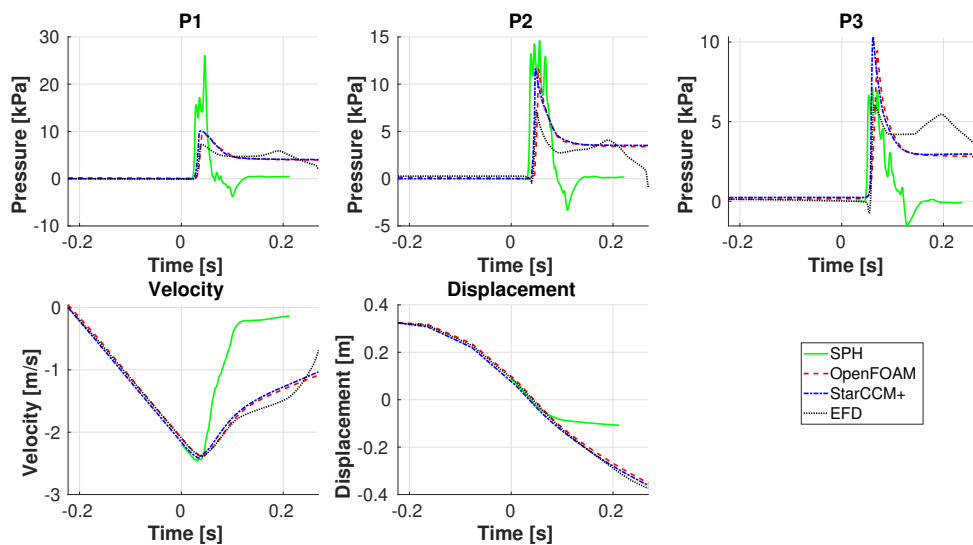 P1
30
20
10
0
-10
Pressure [kPa]
-0.2
0
0.2
Time [s]
P2
15
10
5
0
-5
Pressure [kPa]
-0.2
0
0.2
Time [s]
P3
10
5
0
Pressure [kPa]
-0.2
0
0.2
Time [s]
Velocity
0
-1
-2
-3
Velocity [m/s]
-0.2
0
0.2
Time [s]
Displacement
0.4
0.2
0
-0.2
-0.4
Displacement [m]
-0.2
0
0.2
Time [s]
SPH
OpenFOAM
StarCCM+
EFD